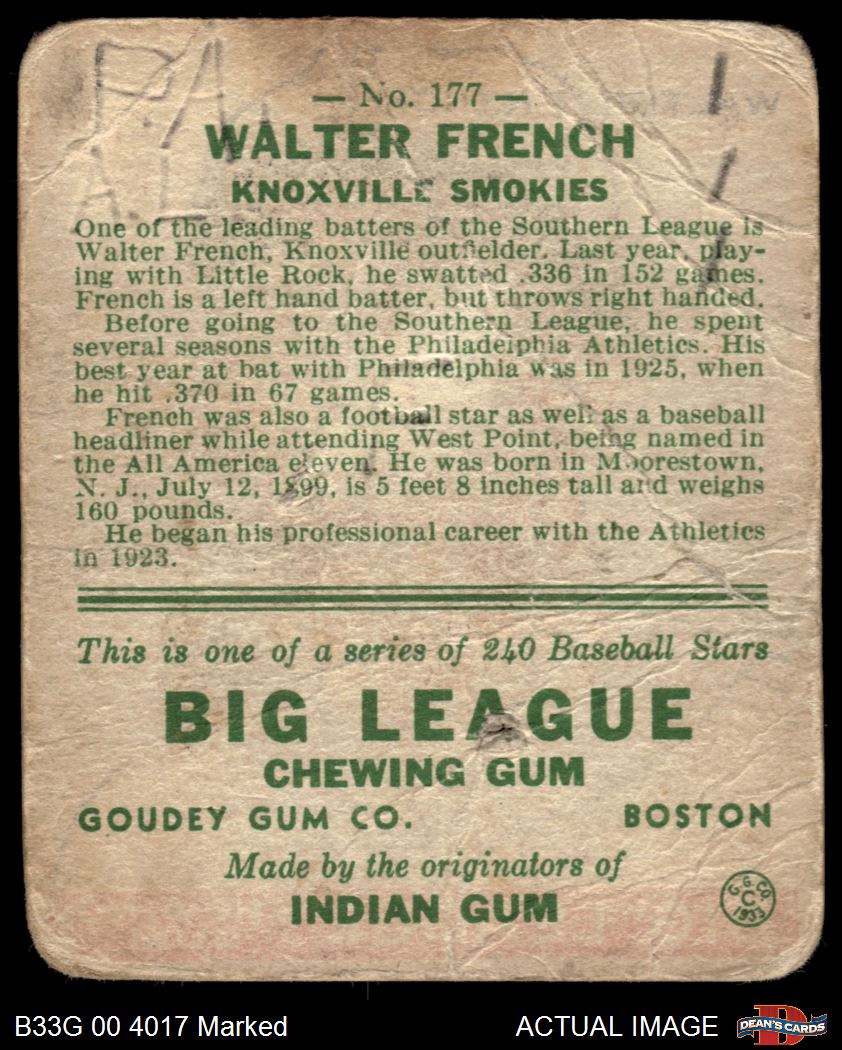 P.A.
A.L.
— No. 177 —
WALTER FRENCH
KNOXVILLE SMOKIES
One of the leading batters of the Southern League is
Walter French, Knoxville outfielder. Last year, play-
ing with Little Rock, he swatted .336 in 152 games.
French is a left hand batter, but throws right handed.
Before going to the Southern League, he spent
several seasons with the Philadelphia Athletics. His
best year at bat with Philadelphia was in 1925, when
he hit .370 in 67 games.
French was also a football star as well as a baseball
headliner while attending West Point, being named in
the All America eleven. He was born in Moorestown,
N. J., July 12, 1899, is 5 feet 8 inches tall and weighs
160 pounds.
He began his professional career with the Athletics
in 1923.
This is one of a series of 240 Baseball Stars
BIG LEAGUE
CHEWING GUM
GOUDEY GUM CO. BOSTON
Made by the originators of
INDIAN GUM
G. G. CO.
C
1933
B33G 00 4017 Marked ACTUAL IMAGE
D
DEAN'S CARDS